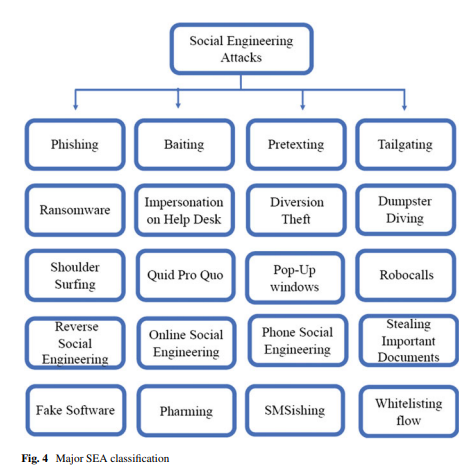 Social Engineering
Attacks
Phishing
Baiting
Pretexting
Tailgating
Ransomware
Impersonation
on Help Desk
Diversion
Theft
Dumpster
Diving
Shoulder
Surfing
Quid Pro Quo
Pop-Up
windows
Robocalls
Reverse
Social
Engineering
Online Social
Engineering
Phone Social
Engineering
Stealing
Important
Documents
Fake Software
Pharming
SMSishing
Whitelisting
flow
Fig. 4 Major SEA classification